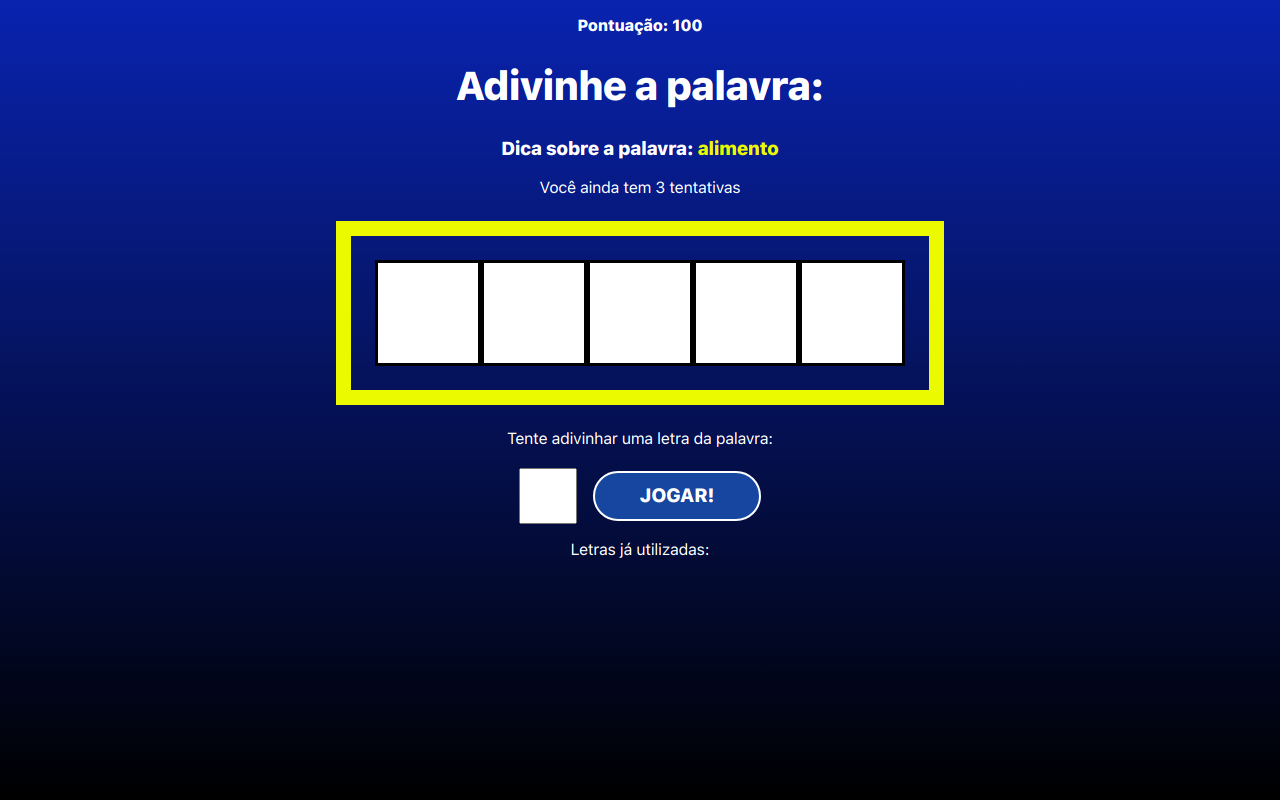 Pontuação: 100
Adivinhe a palavra:
Dica sobre a palavra: alimento
Você ainda tem 3 tentativas
Tente adivinhar uma letra da palavra:
JOGAR!
Letras já utilizadas: